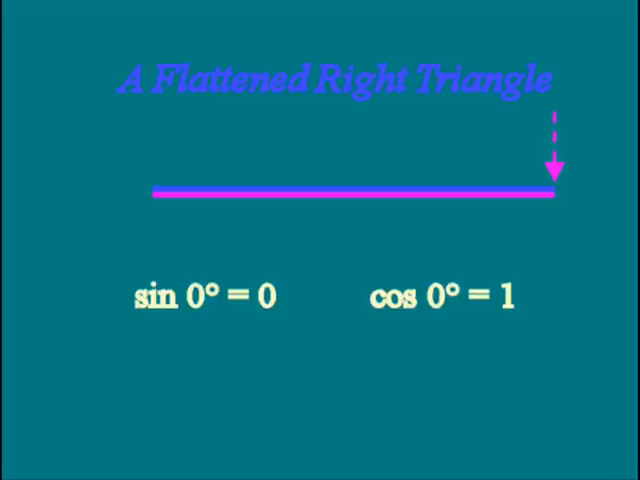 A Flattened Right Triangle
sin 0° = 0 cos 0° = 1